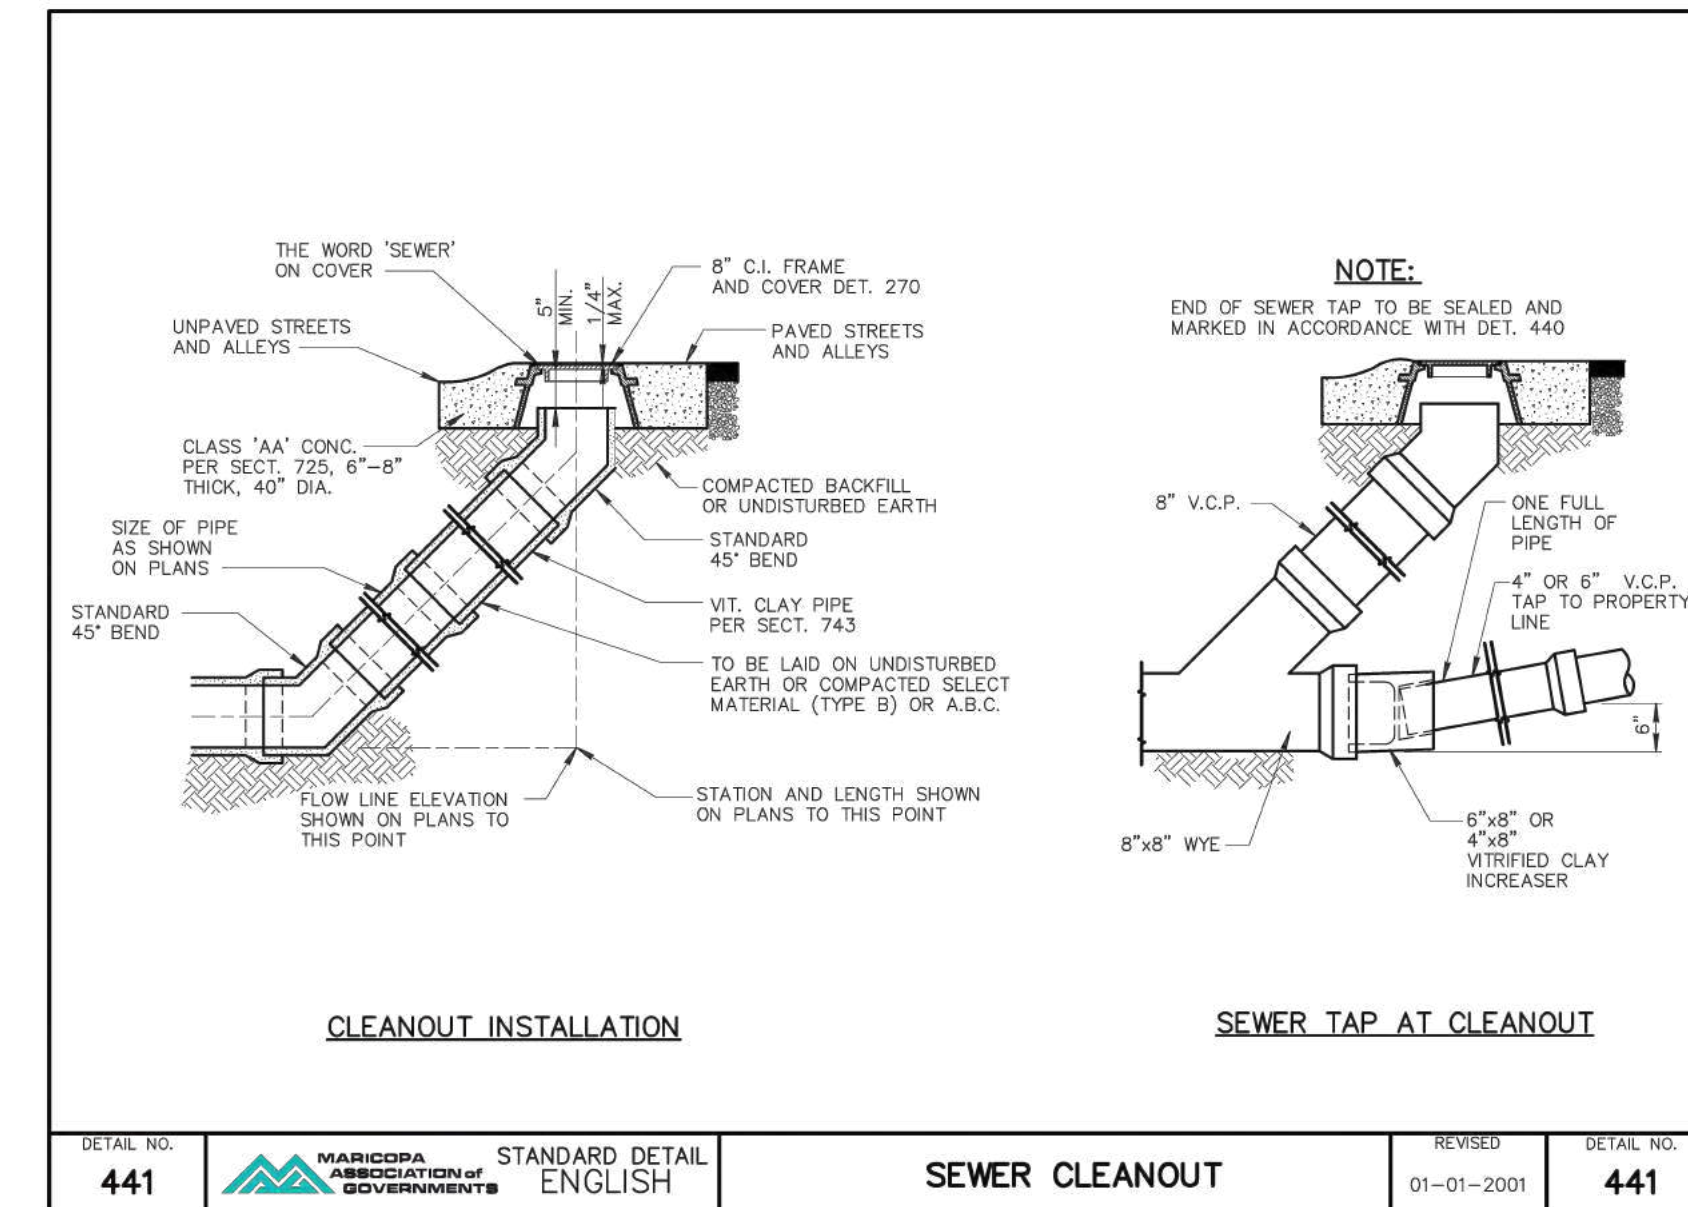 THE WORD 'SEWER'
ON COVER
UNPAVED STREETS
AND ALLEYS
5"
MIN.
1/4"
MAX.
8" C.I. FRAME
AND COVER DET. 270
PAVED STREETS
AND ALLEYS
CLASS 'AA' CONC.
PER SECT. 725, 6"-8"
THICK, 40" DIA.
SIZE OF PIPE
AS SHOWN
ON PLANS
STANDARD
45° BEND
COMPACTED BACKFILL
OR UNDISTURBED EARTH
STANDARD
45° BEND
VIT. CLAY PIPE
PER SECT. 743
TO BE LAID ON UNDISTURBED
EARTH OR COMPACTED SELECT
MATERIAL (TYPE B) OR A.B.C.
FLOW LINE ELEVATION
SHOWN ON PLANS TO
THIS POINT
STATION AND LENGTH SHOWN
ON PLANS TO THIS POINT
CLEANOUT INSTALLATION
NOTE:
END OF SEWER TAP TO BE SEALED AND
MARKED IN ACCORDANCE WITH DET. 440
8" V.C.P.
ONE FULL
LENGTH OF
PIPE
4" OR 6" V.C.P.
TAP TO PROPERTY
LINE
6"
8"x8" WYE
6"x8" OR
4"x8"
VITRIFIED CLAY
INCREASER
SEWER TAP AT CLEANOUT
DETAIL NO.
441
MARICOPA
ASSOCIATION of
GOVERNMENTS
STANDARD DETAIL
ENGLISH
SEWER CLEANOUT
REVISED
01-01-2001
DETAIL NO.
441